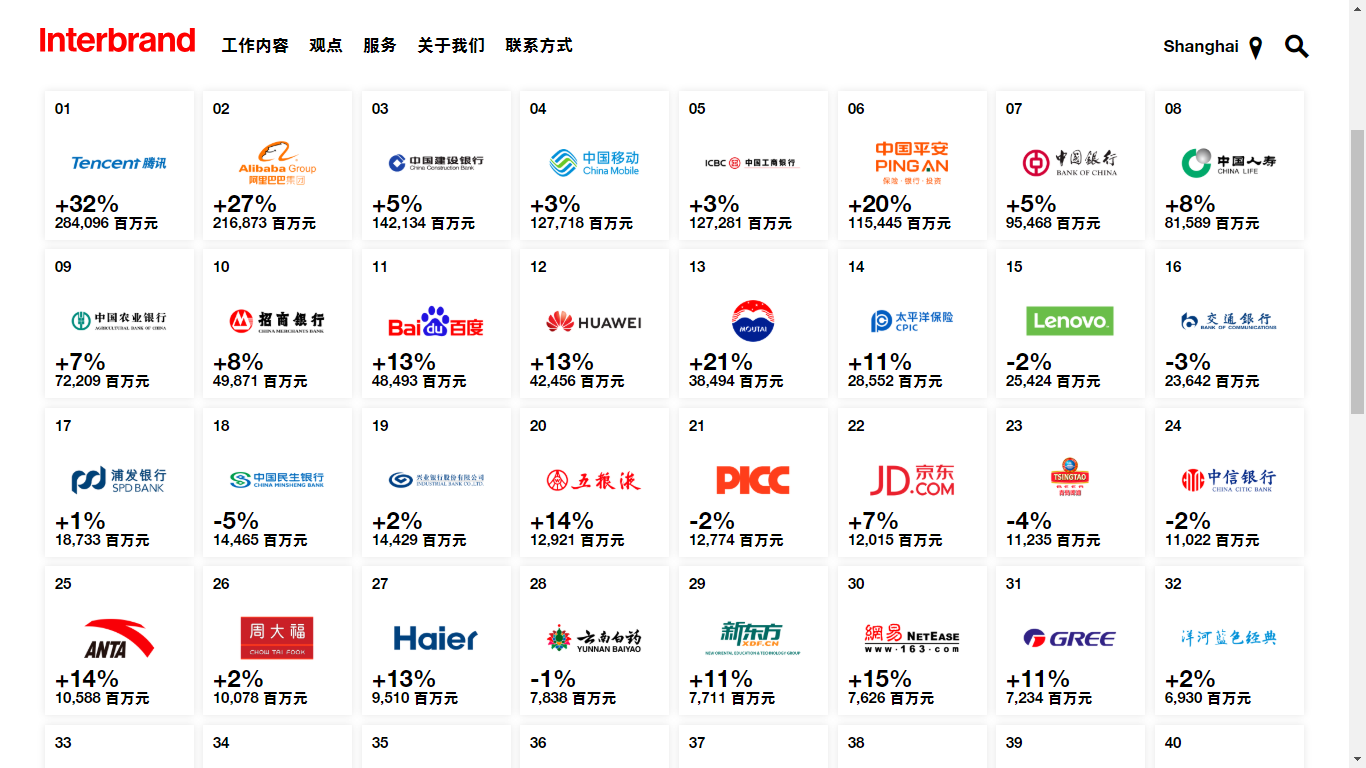 Interbrand 工作内容 观点 服务 关于我们 联系方式 Shanghai
01
Tencent 腾讯
+32%
284,096 百万元
02
Alibaba Group
阿里巴巴集团
+27%
216,873 百万元
03
中国建设银行
China Construction Bank
+5%
142,134 百万元
04
中国移动
China Mobile
+3%
127,718 百万元
05
ICBC 中国工商银行
+3%
127,281 百万元
06
中国平安
PING AN
保险·银行·投资
+20%
115,445 百万元
07
中国银行
BANK OF CHINA
+5%
95,468 百万元
08
中国人寿
CHINA LIFE
+8%
81,589 百万元
09
中国农业银行
AGRICULTURAL BANK OF CHINA
+7%
72,209 百万元
10
招商银行
CHINA MERCHANTS BANK
+8%
49,871 百万元
11
Bai du 百度
+13%
48,493 百万元
12
HUAWEI
+13%
42,456 百万元
13
MOUTAI
+21%
38,494 百万元
14
太平洋保险
CPIC
+11%
28,552 百万元
15
Lenovo
-2%
25,424 百万元
16
交通銀行
BANK OF COMMUNICATIONS
-3%
23,642 百万元
17
浦发银行
SPD BANK
+1%
18,733 百万元
18
中国民生银行
CHINA MINSHENG BANK
-5%
14,465 百万元
19
兴业银行股份有限公司
INDUSTRIAL BANK CO.,LTD.
+2%
14,429 百万元
20
五粮液
+14%
12,921 百万元
21
PICC
-2%
12,774 百万元
22
JD 京东
.COM
+7%
12,015 百万元
23
TSINGTAO
青岛啤酒
-4%
11,235 百万元
24
中信银行
CHINA CITIC BANK
-2%
11,022 百万元
25
ANTA
+14%
10,588 百万元
26
周大福
CHOW TAI FOOK
+2%
10,078 百万元
27
Haier
+13%
9,510 百万元
28
云南白药
YUNNAN BAIYAO
-1%
7,838 百万元
29
新东方
XDF.CN
NEW ORIENTAL EDUCATION & TECHNOLOGY GROUP
+11%
7,711 百万元
30
網易 NETEASE
www.163.com
+15%
7,626 百万元
31
GREE
+11%
7,234 百万元
32
洋河蓝色经典
+2%
6,930 百万元
33
34
35
36
37
38
39
40